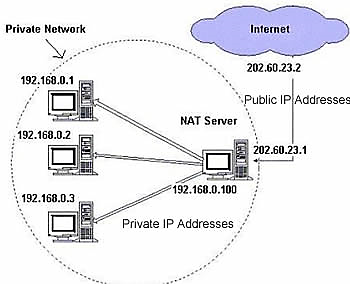 Private Network
Internet
192.168.0.1
202.60.23.2
Public IP Addresses
NAT Server
192.168.0.2
202.60.23.1
192.168.0.3
192.168.0.100
Private IP Addresses